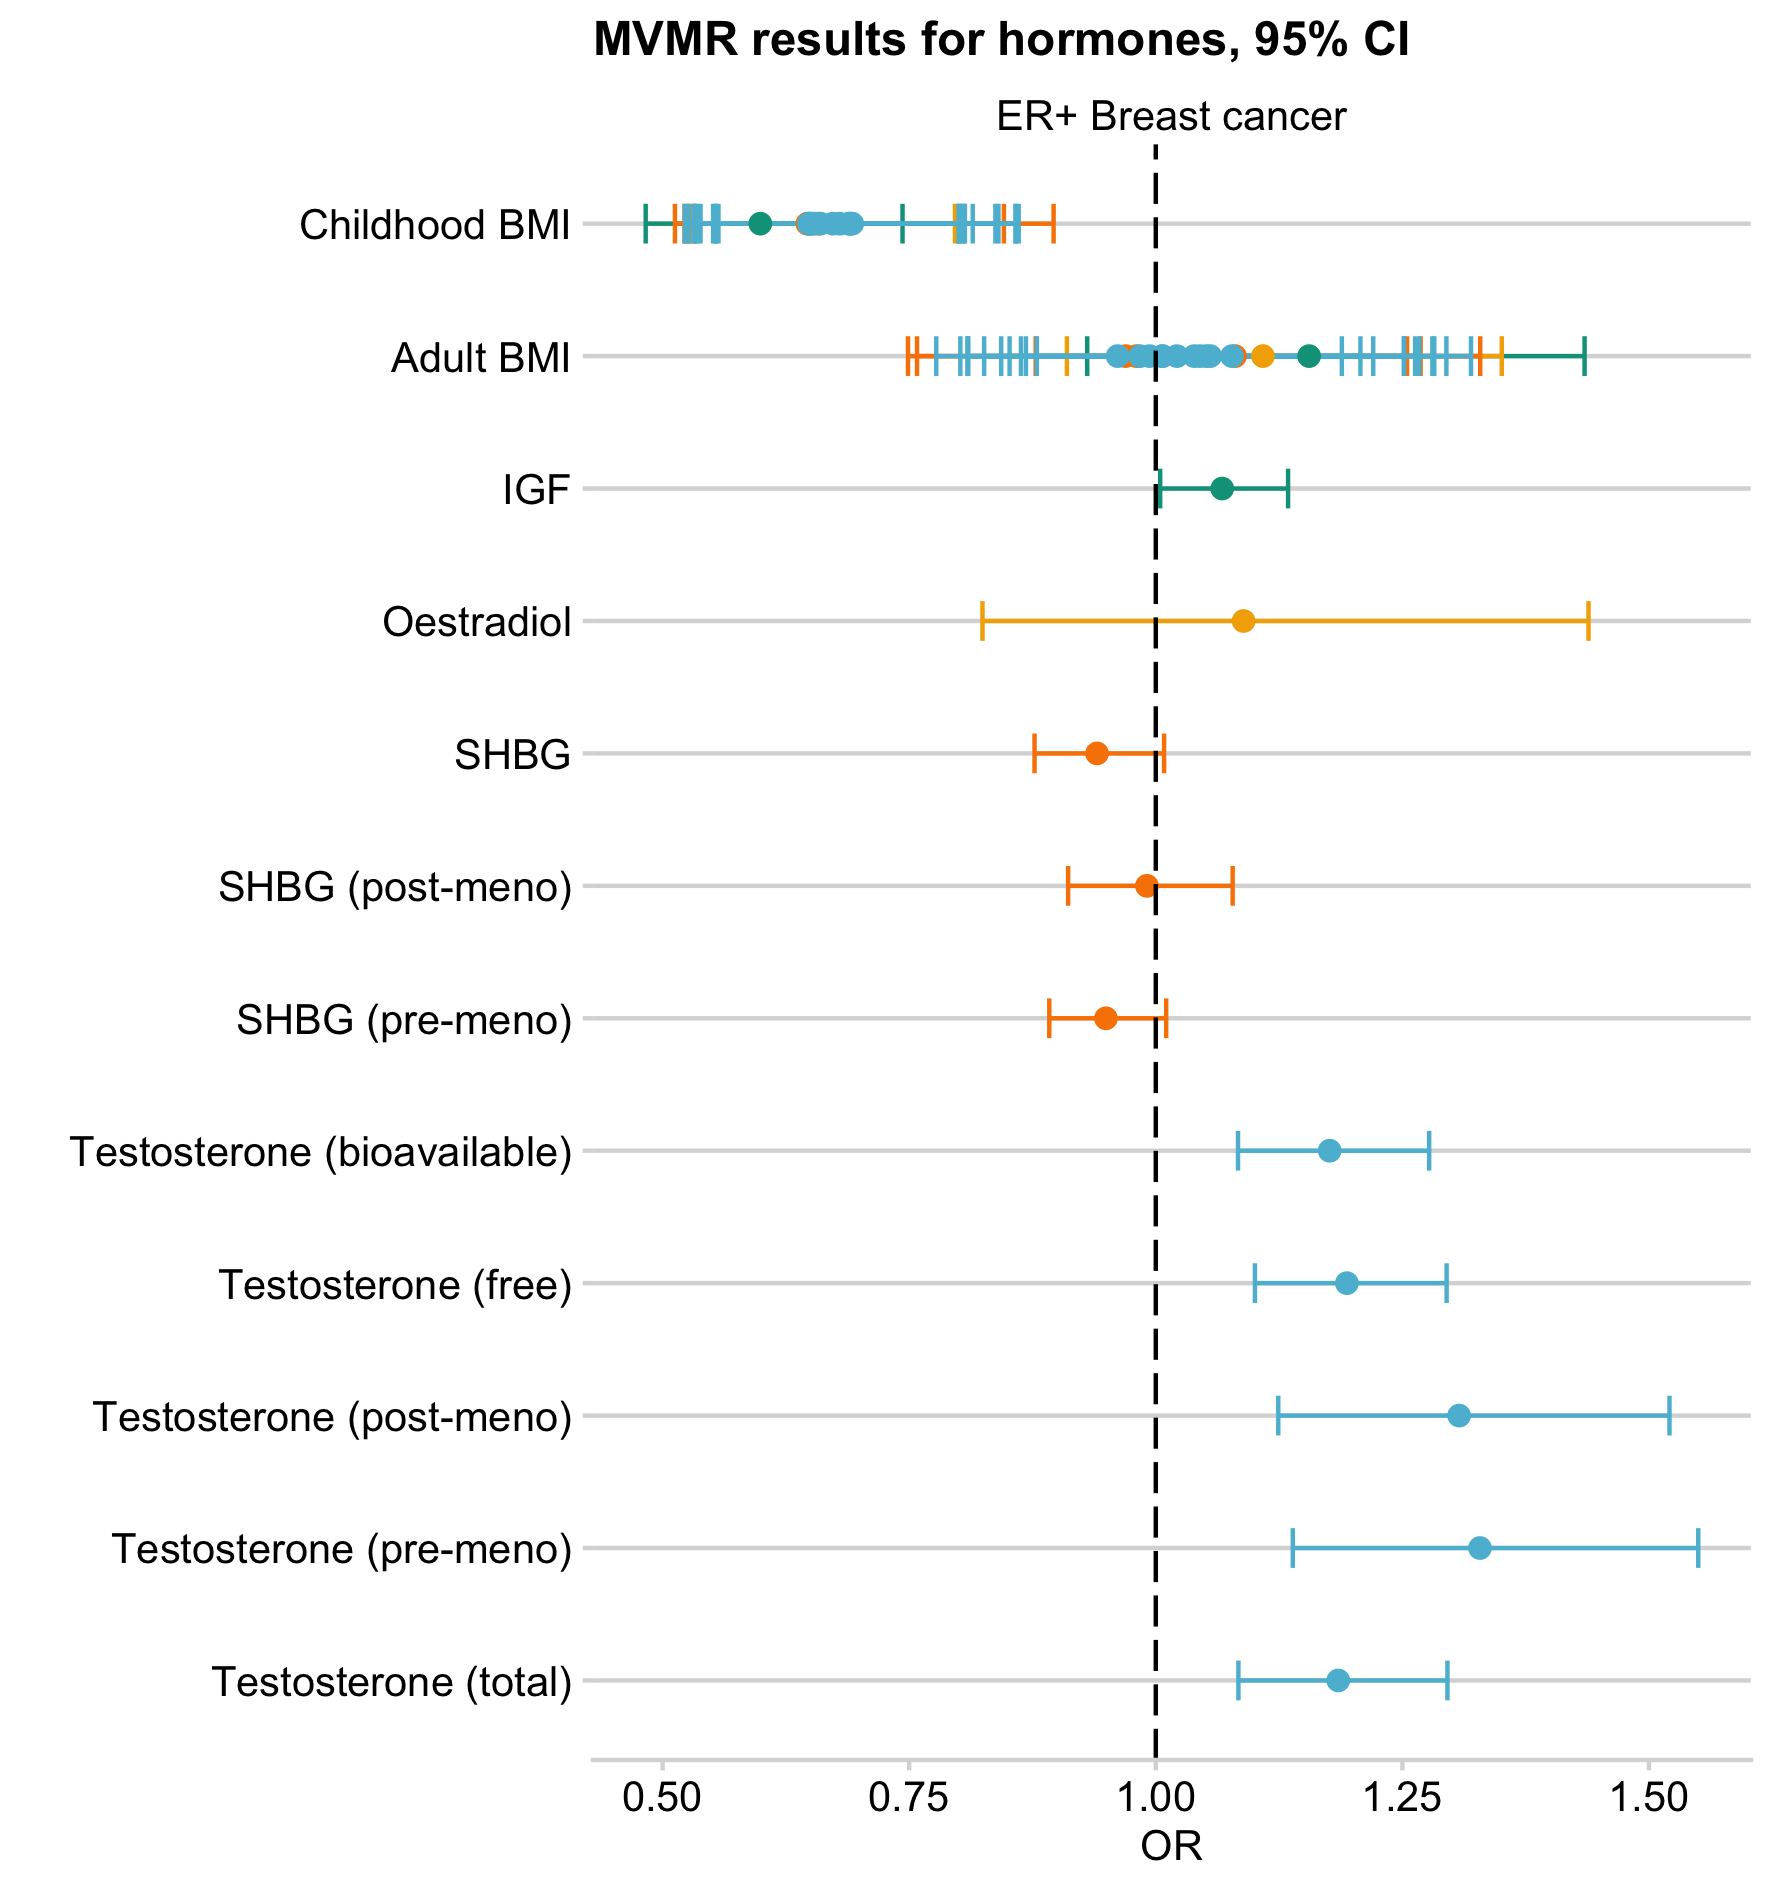 MVMR results for hormones, 95% CI
ER+ Breast cancer
Childhood BMI
Adult BMI
IGF
Oestradiol
SHBG
SHBG (post-meno)
SHBG (pre-meno)
Testosterone (bioavailable)
Testosterone (free)
Testosterone (post-meno)
Testosterone (pre-meno)
Testosterone (total)
0.50 0.75 1.00 1.25 1.50
OR